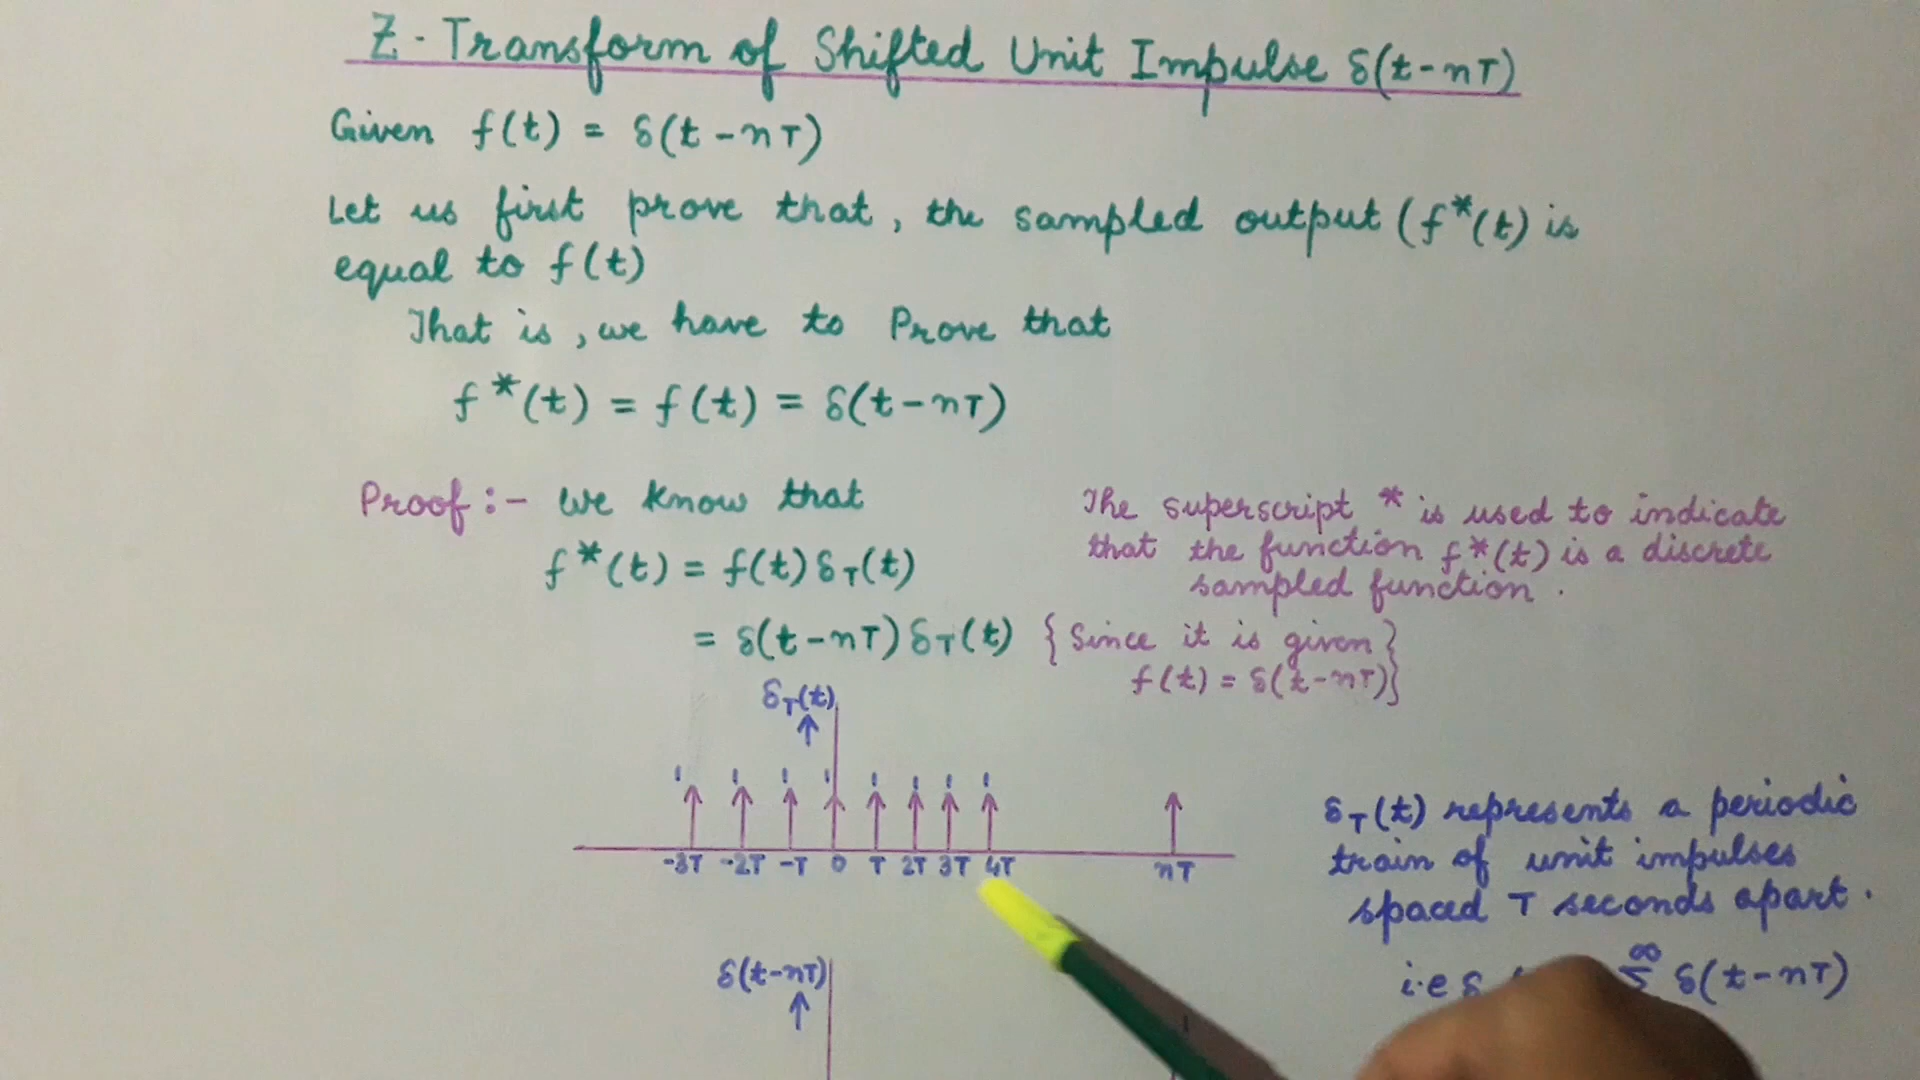 Z-Transform of Shifted Unit Impulse δ(t-nT)
Given f(t) = δ(t-nT)
Let us first prove that, the sampled output (f*(t) is
equal to f(t)
That is, we have to Prove that
f*(t) = f(t) = δ(t-nT)
Proof:- we know that
f*(t) = f(t) δT(t)
= δ(t-nT) δT(t) {Since it is given}
f(t) = δ(t-nT)}
The superscript * is used to indicate
that the function f*(t) is a discrete
sampled function.
δT(t)
1 1 1 1 1 1 1 1
-3T -2T -T 0 T 2T 3T 4T nT
δT(t) represents a periodic
train of unit impulses
spaced T seconds apart.
i.e δ Σ ∞ δ(t-nT)
δ(t-nT)